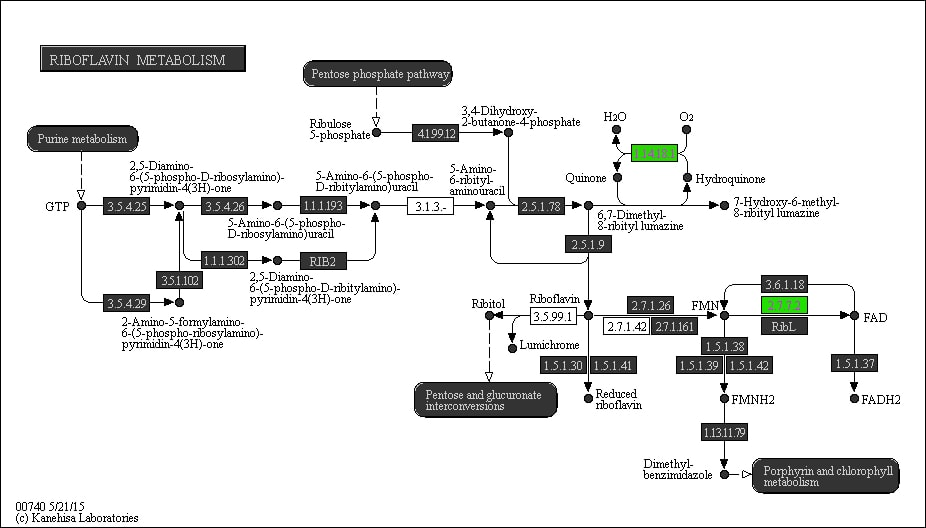 RIBOFLAVIN METABOLISM
Pentose phosphate pathway
Ribulose
5-phosphate
4.1.99.12
3,4-Dihydroxy-
2-butanone-4-phosphate
H2O
O2
1.14.18.1
Quinone
Hydroquinone
Purine metabolism
2,5-Diamino-
6-(5-phospho-D-ribosylamino)-
pyrimidin-4(3H)-one
5-Amino-6-(5-phospho-
D-ribitylamino)uracil
5-Amino-
6-ribityl-
aminouracil
GTP
3.5.4.25
3.5.4.26
1.1.1.193
3.1.3.-
2.5.1.78
7-Hydroxy-6-methyl-
8-ribityl lumazine
5-Amino-6-(5-phospho-
D-ribosylamino)uracil
6,7-Dimethyl-
8-ribityl lumazine
2.5.1.9
1.1.1.302
RIB2
3.5.1.102
2,5-Diamino-
6-(5-phospho-D-ribitylamino)-
pyrimidin-4(3H)-one
3.5.4.29
2-Amino-5-formylamino-
6-(5-phospho-ribosylamino)-
pyrimidin-4(3H)-one
3.6.1.18
Ribitol
Riboflavin
2.7.1.26
FMN
2.7.7.2
3.5.99.1
2.7.1.42
2.7.1.161
RibL
FAD
Lumichrome
1.5.1.38
1.5.1.30
1.5.1.41
1.5.1.39
1.5.1.42
1.5.1.37
Pentose and glucuronate
interconversions
Reduced
riboflavin
FMNH2
FADH2
1.13.11.79
Dimethyl-
benzimidazole
Porphyrin and chlorophyll
metabolism
00740 5/21/15
(c) Kanehisa Laboratories